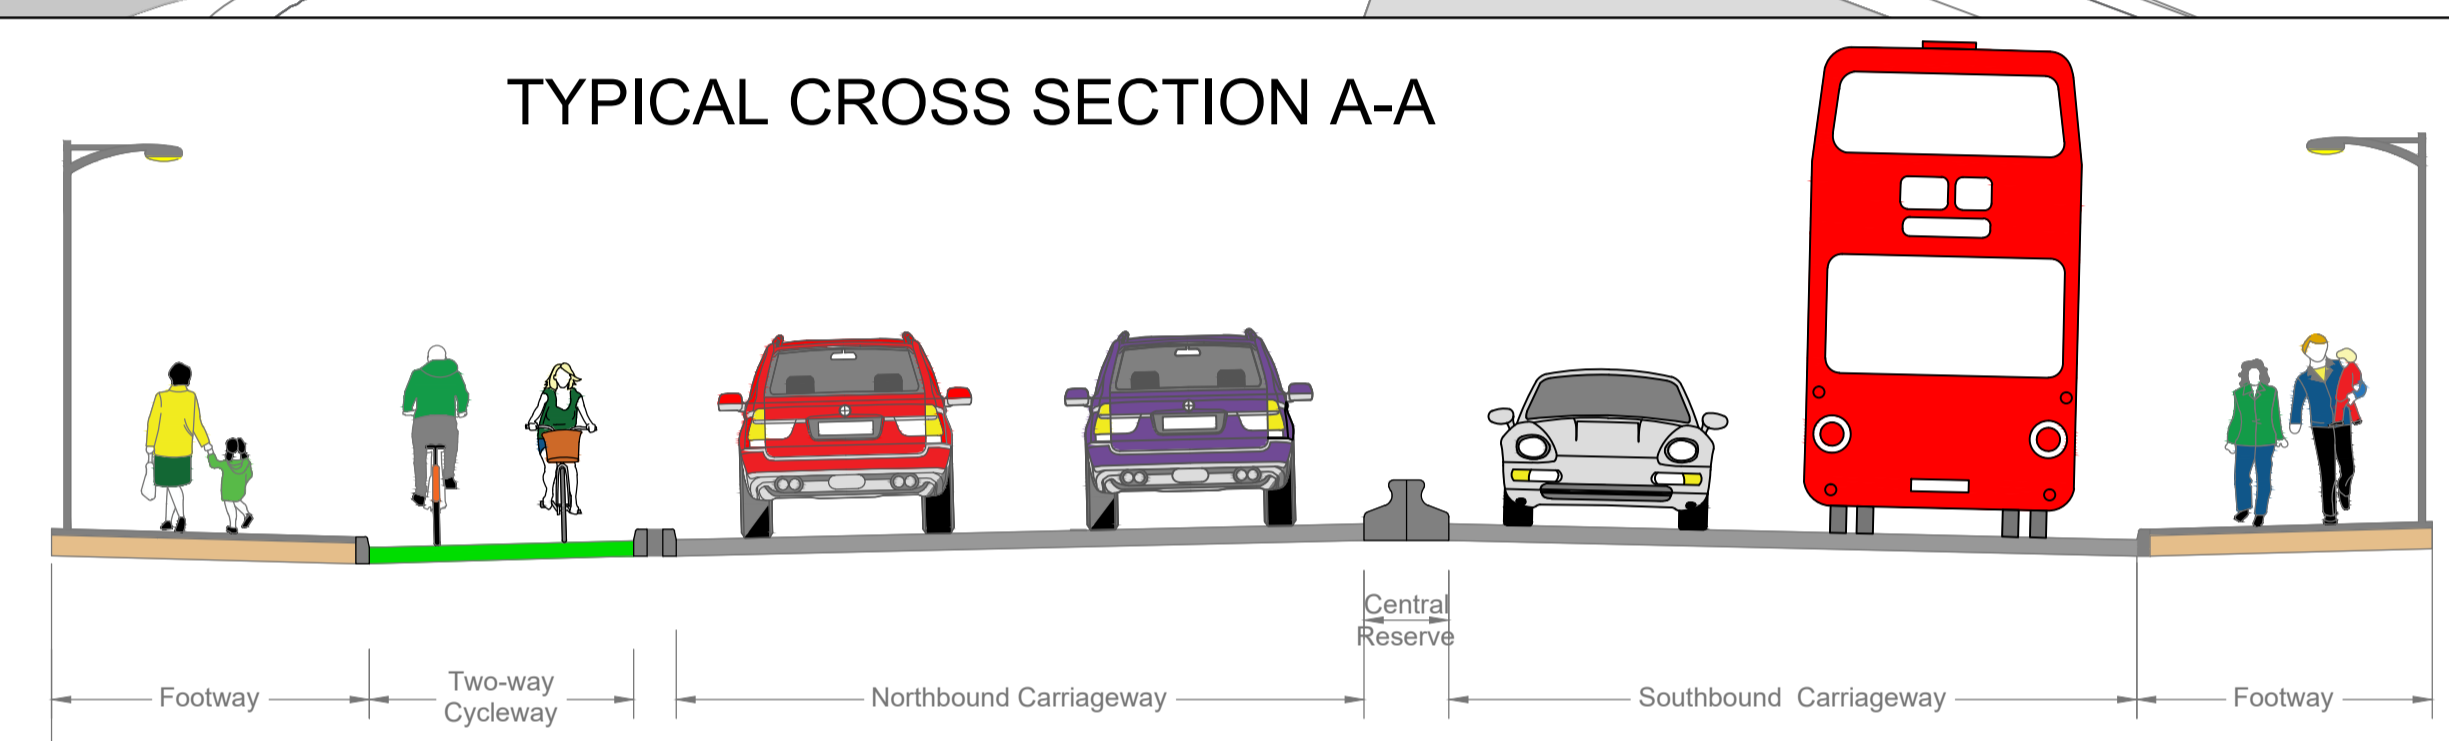 TYPICAL CROSS SECTION A-A
Central
Reserve
Footway
Two-way
Cycleway
Northbound Carriageway
Southbound Carriageway
Footway